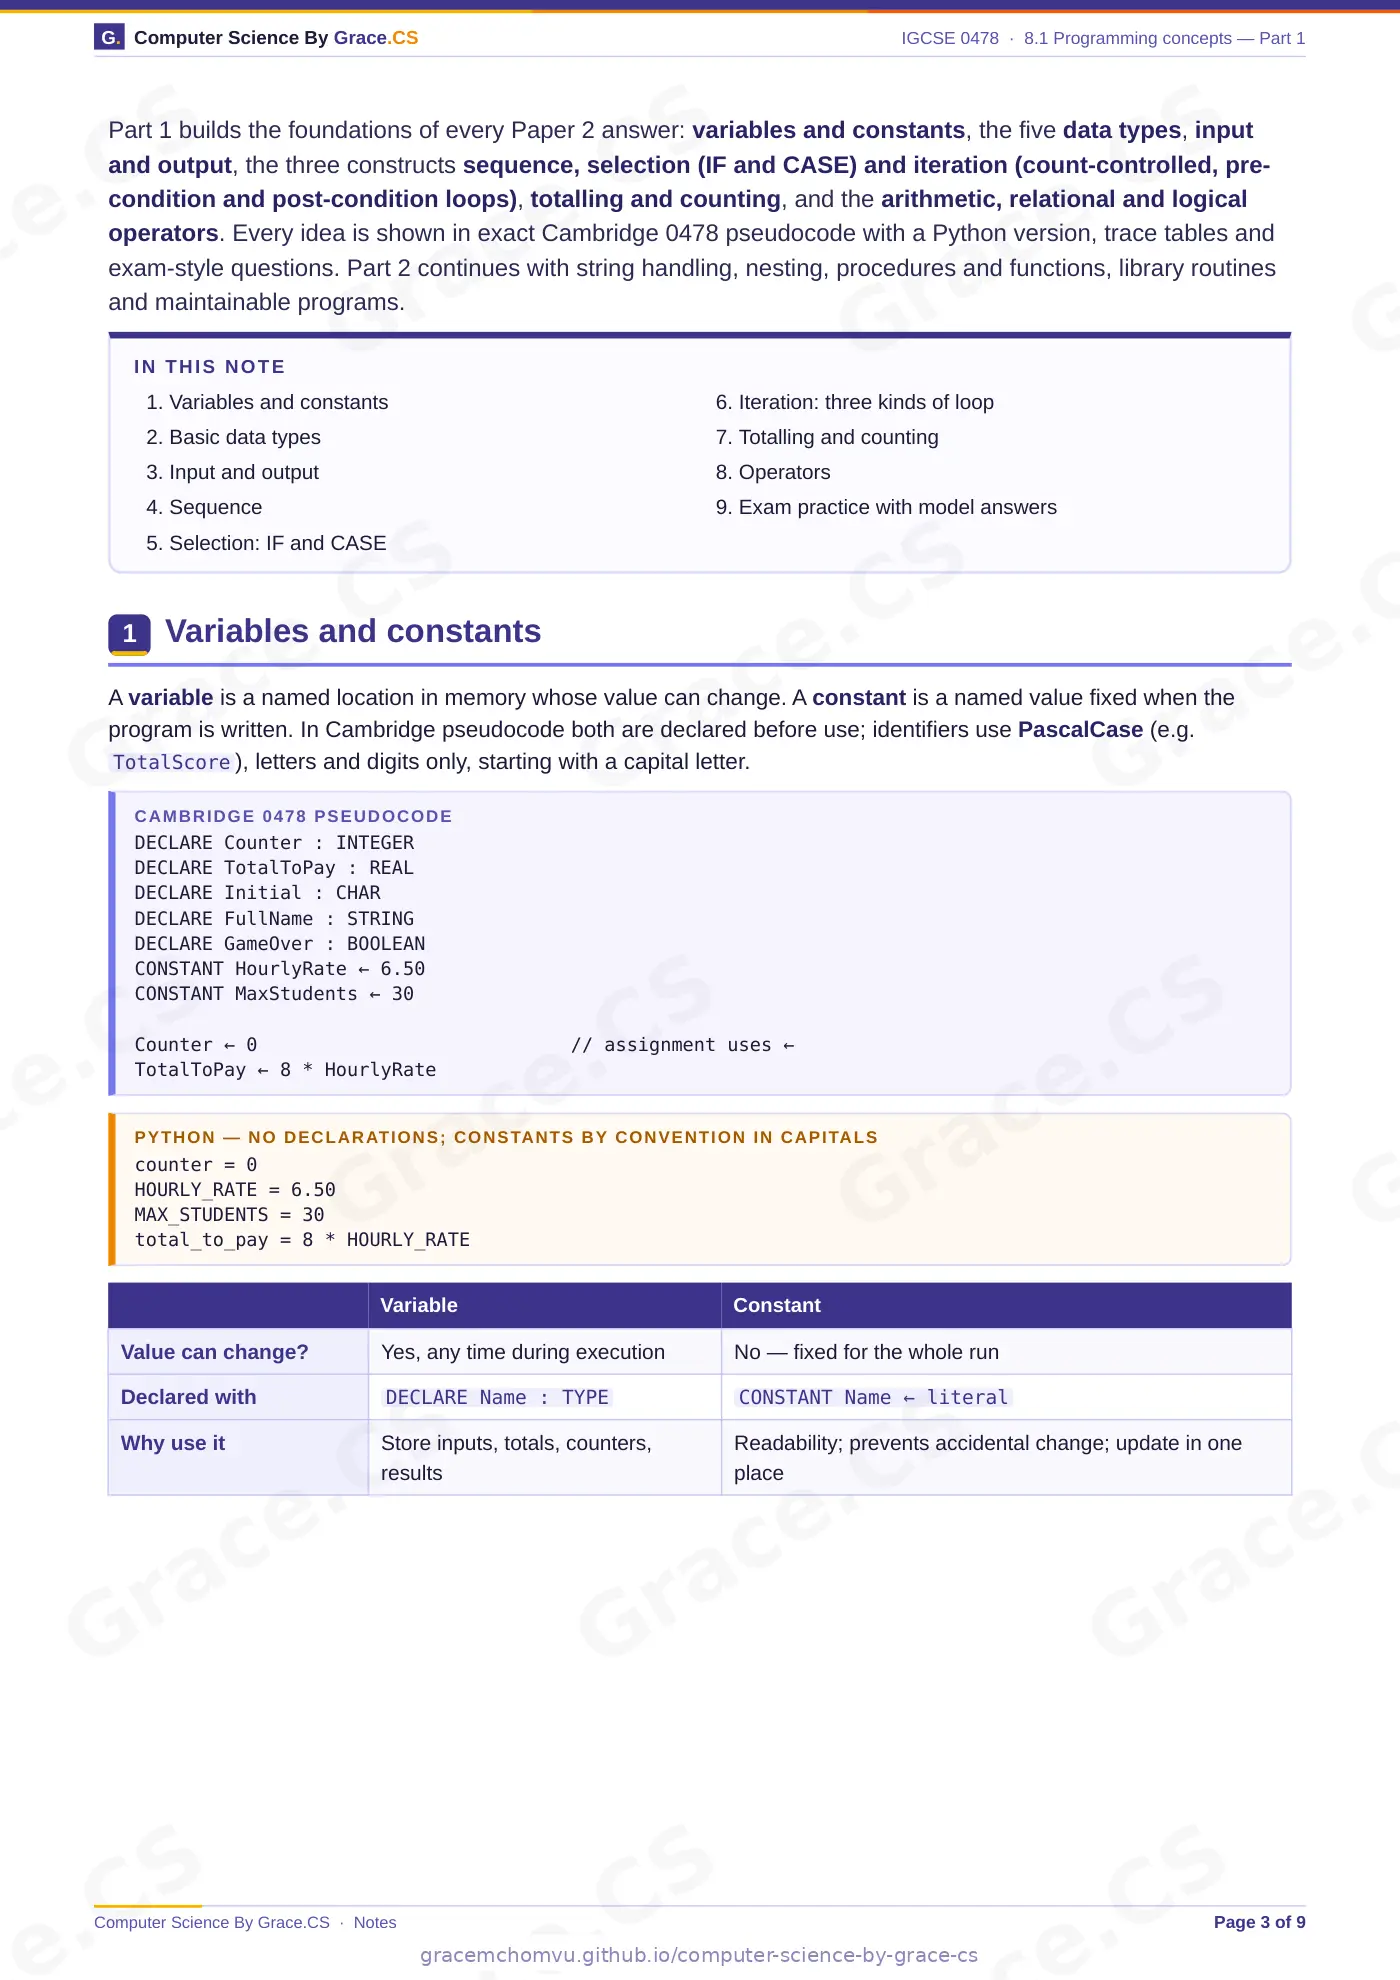 G. Computer Science By Grace.CS
IGCSE 0478 · 8.1 Programming concepts — Part 1
Part 1 builds the foundations of every Paper 2 answer: variables and constants, the five data types, input
and output, the three constructs sequence, selection (IF and CASE) and iteration (count-controlled, pre-
condition and post-condition loops), totalling and counting, and the arithmetic, relational and logical
operators. Every idea is shown in exact Cambridge 0478 pseudocode with a Python version, trace tables and
exam-style questions. Part 2 continues with string handling, nesting, procedures and functions, library routines
and maintainable programs.
IN THIS NOTE
1. Variables and constants
2. Basic data types
3. Input and output
4. Sequence
5. Selection: IF and CASE
6. Iteration: three kinds of loop
7. Totalling and counting
8. Operators
9. Exam practice with model answers
1 Variables and constants
A variable is a named location in memory whose value can change. A constant is a named value fixed when the
program is written. In Cambridge pseudocode both are declared before use; identifiers use PascalCase (e.g.
TotalScore), letters and digits only, starting with a capital letter.
CAMBRIDGE 0478 PSEUDOCODE
DECLARE Counter : INTEGER
DECLARE TotalToPay : REAL
DECLARE Initial : CHAR
DECLARE FullName : STRING
DECLARE GameOver : BOOLEAN
CONSTANT HourlyRate ← 6.50
CONSTANT MaxStudents ← 30
Counter ← 0 // assignment uses ←
TotalToPay ← 8 * HourlyRate
PYTHON — NO DECLARATIONS; CONSTANTS BY CONVENTION IN CAPITALS
counter = 0
HOURLY_RATE = 6.50
MAX_STUDENTS = 30
total_to_pay = 8 * HOURLY_RATE
Variable Constant
Value can change? Yes, any time during execution No — fixed for the whole run
Declared with DECLARE Name : TYPE CONSTANT Name ← literal
Why use it Store inputs, totals, counters, Readability; prevents accidental change; update in one
results place
Computer Science By Grace.CS · Notes
Page 3 of 9
gracemchomvu.github.io/computer-science-by-grace-cs